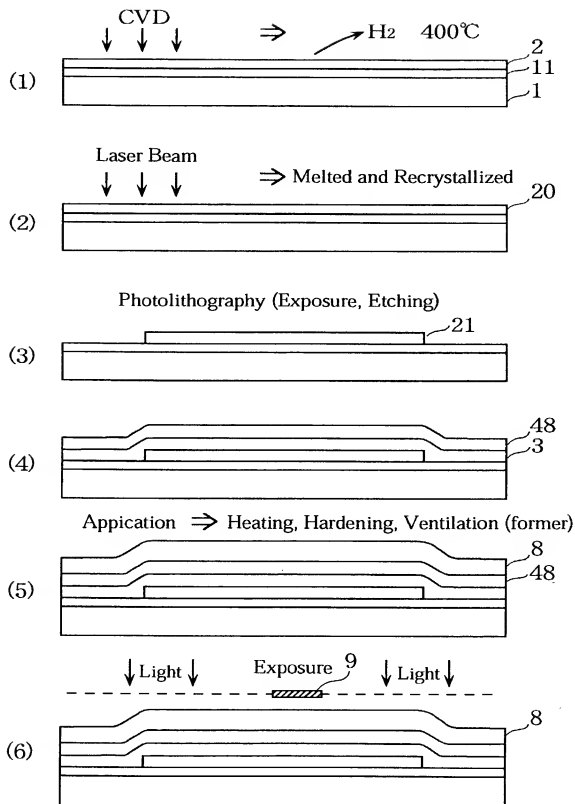 CVD ⇒ H2 400℃
2
11
(1)
1
Laser Beam
⇒ Melted and Recrystallized
20
(2)
Photolithography (Exposure, Etching)
21
(3)
48
3
(4)
Appication ⇒ Heating, Hardening, Ventilation (former)
8
48
(5)
Light Exposure 9 Light
8
(6)